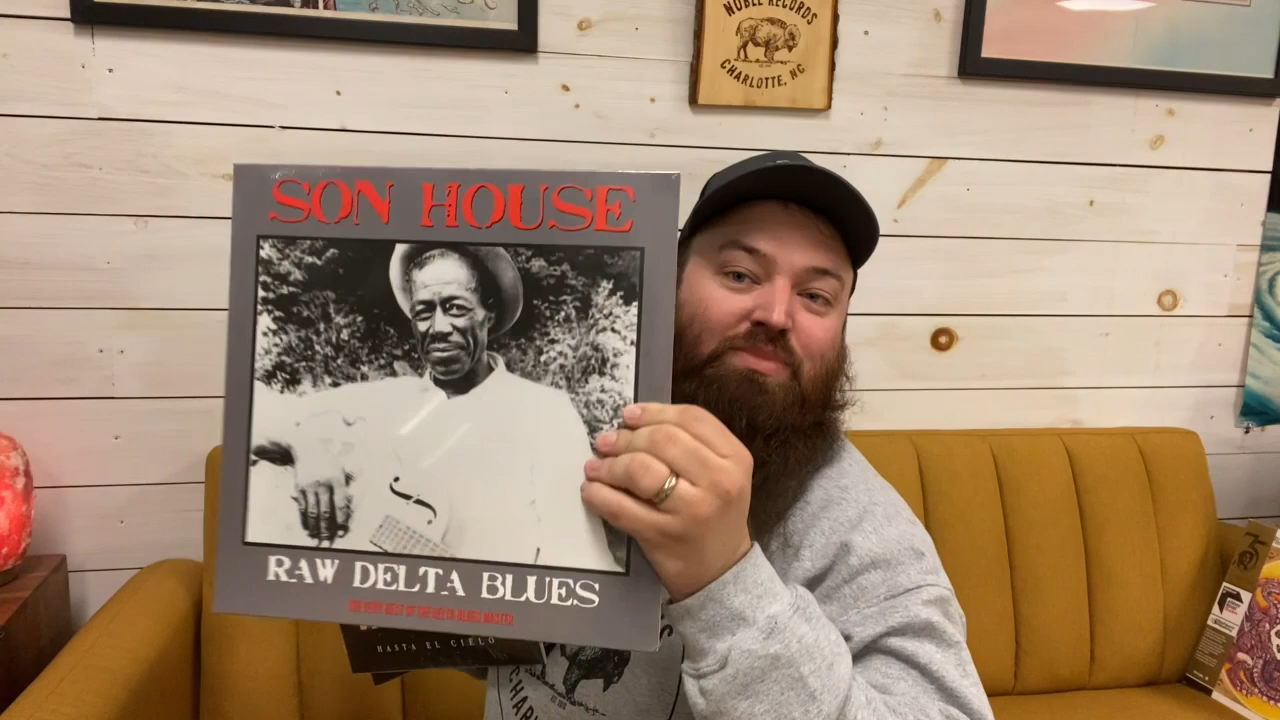 NOBLE RECORDS
CHARLOTTE, NC
SON HOUSE
RAW DELTA BLUES
THE VERY BEST OF THE DELTA BLUES MASTER
HASTA EL CIELO
CHAR